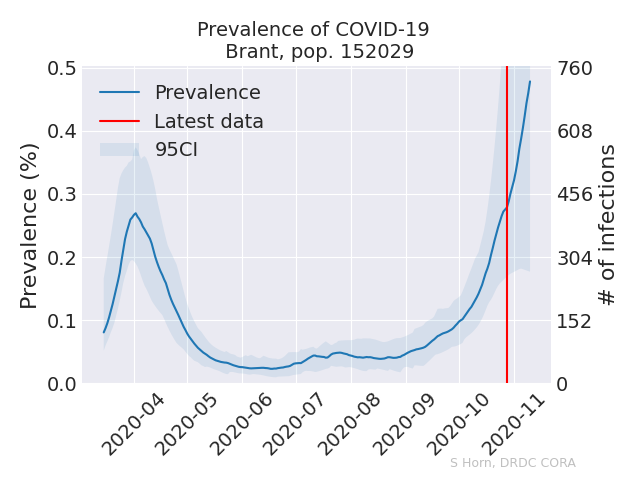 Prevalence of COVID-19
Brant, pop. 152029
Prevalence
Latest data
95CI
Prevalence (%)
0.5
0.4
0.3
0.2
0.1
0.0
760
608
456
304
152
0
# of infections
2020-04
2020-05
2020-06
2020-07
2020-08
2020-09
2020-10
2020-11
S Horn, DRDC CORA